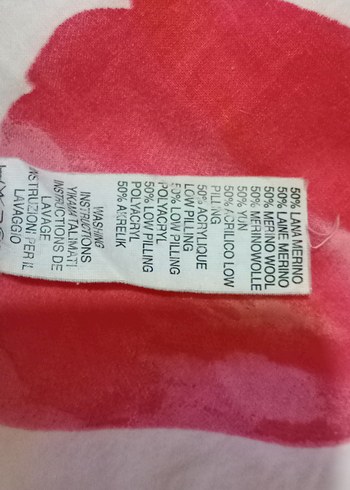 50% LANA MERINO
50% LAINE MERINO
50% MERINO WOOL
50% MERINOWOLLE
50% YÜN
50% ACRILICO LOW
PILLING
50% ACRYLIQUE
LOW PILLING
50% LOW PILLING
POLYACRYL
50% LOW PILLING
POLYACRYL
50% AKRELIK
WASHING
INSTRUCTIONS
YIKAMA TALIMATI
INSTRUCTIONS DE
LAVAGE
ISTRUZIONI PER IL
LAVAGGIO